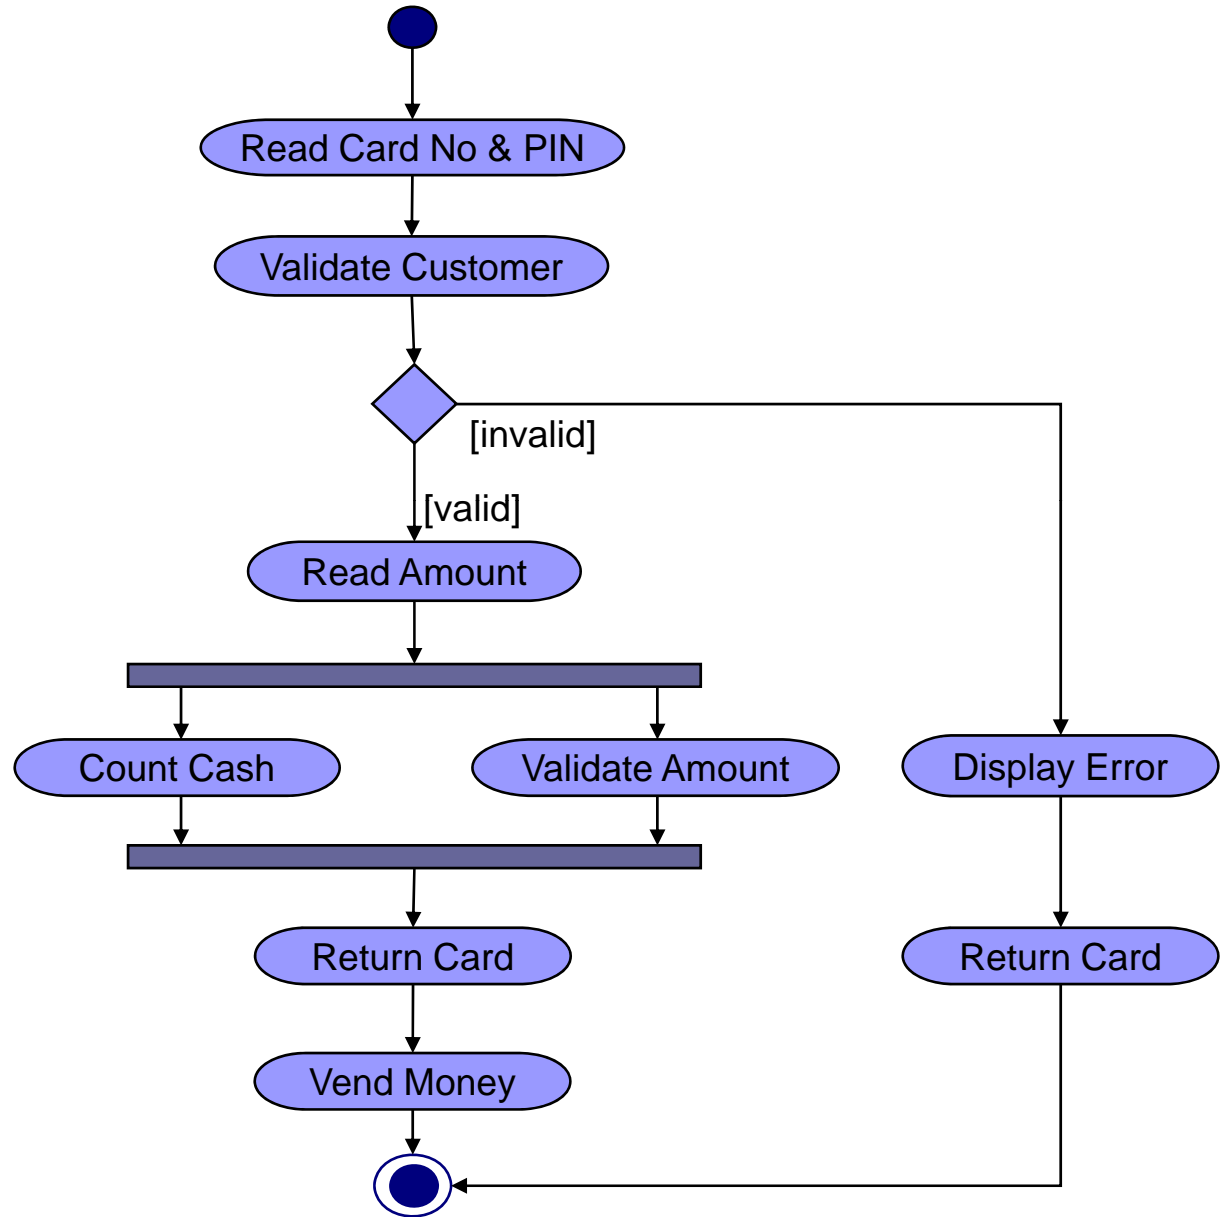 Read Card No & PIN
Validate Customer
[invalid]
[valid]
Read Amount
Count Cash
Validate Amount
Display Error
Return Card
Return Card
Vend Money